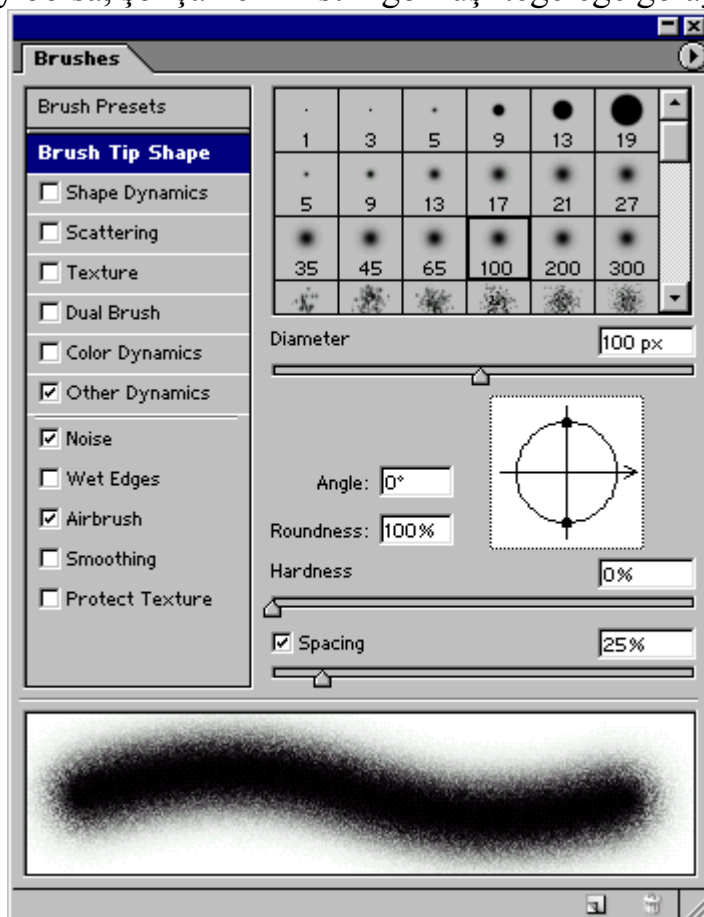 Brushes
Brush Presets
Brush Tip Shape
Shape Dynamics
Scattering
Texture
Dual Brush
Color Dynamics
Other Dynamics
Noise
Wet Edges
Airbrush
Smoothing
Protect Texture
1 3 5 9 13 19
5 9 13 17 21 27
35 45 65 100 200 300
Diameter 100 px
Angle: 0°
Roundness: 100%
Hardness 0%
Spacing 25%